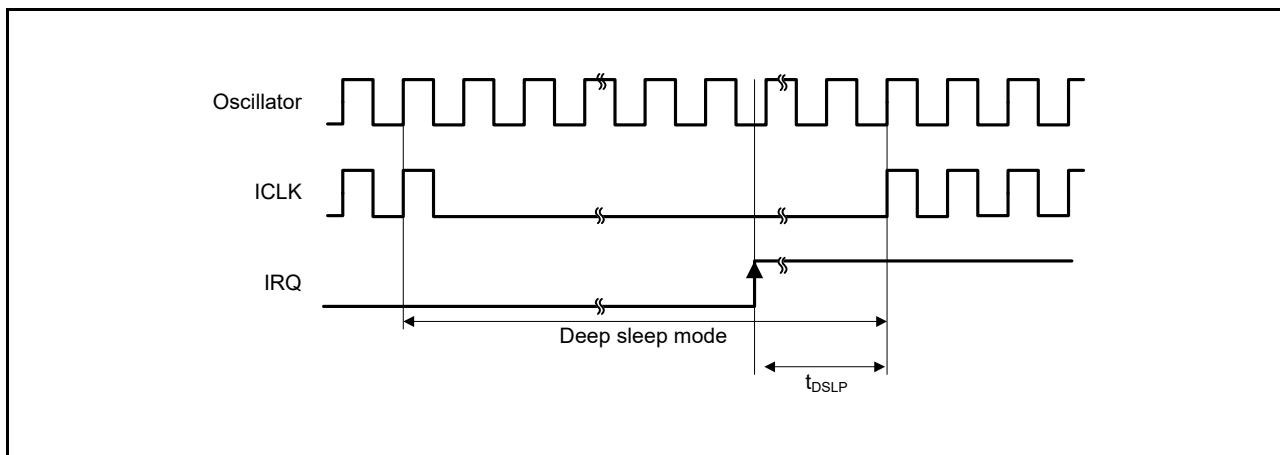 Oscillator
ICLK
IRQ
Deep sleep mode
tDSLP